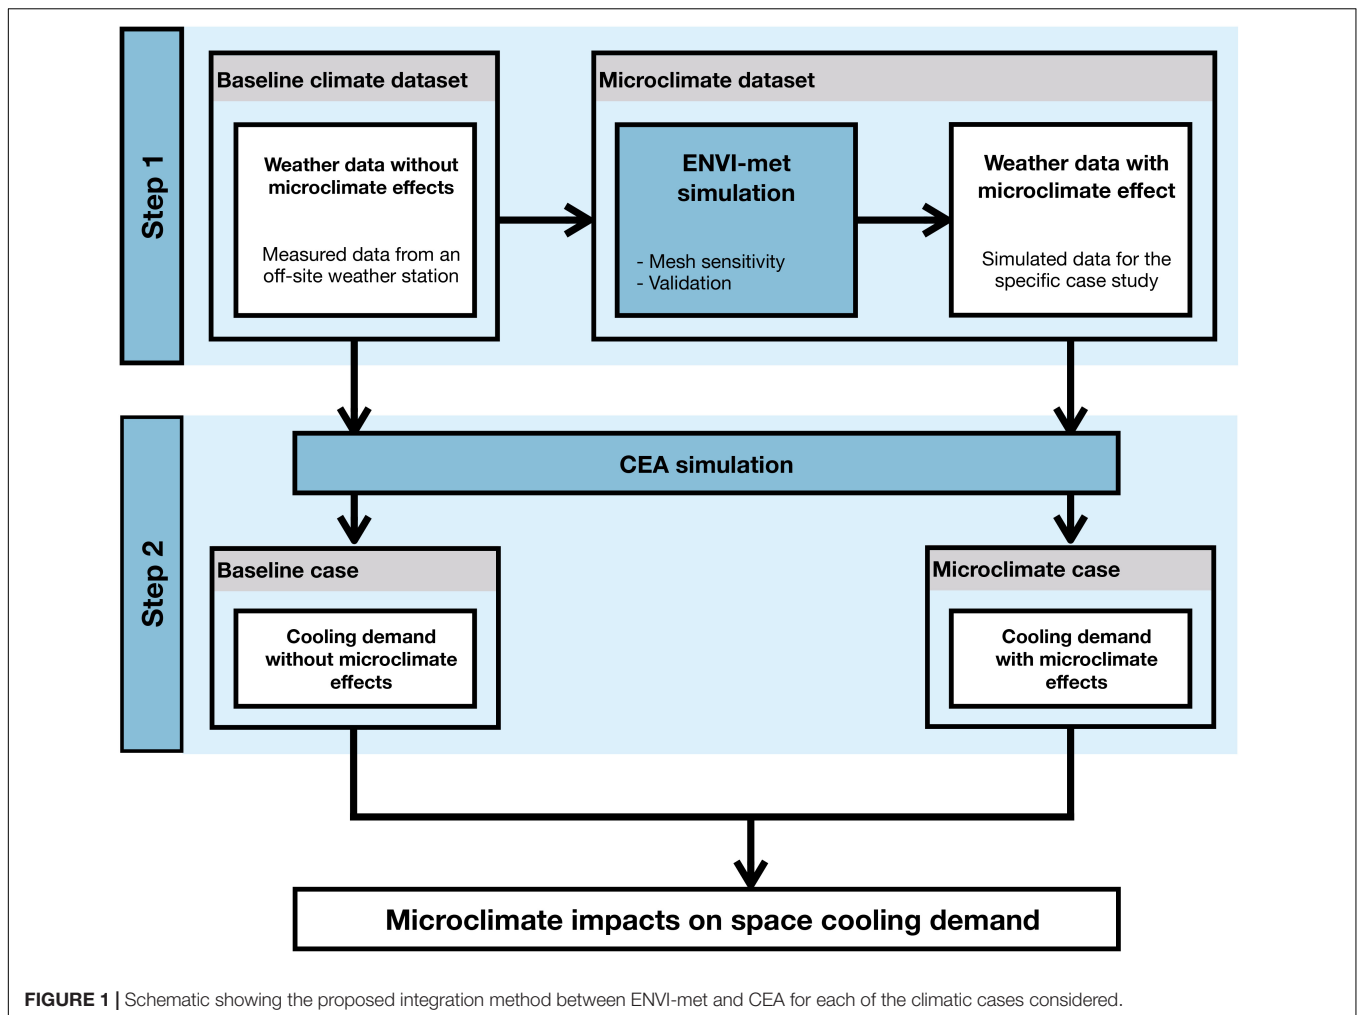 Step 1
Baseline climate dataset
Weather data without
microclimate effects
Measured data from an
off-site weather station
Microclimate dataset
ENVI-met
simulation
- Mesh sensitivity
- Validation
Weather data with
microclimate effect
Simulated data for the
specific case study
Step 2
CEA simulation
Baseline case
Cooling demand
without microclimate
effects
Microclimate case
Cooling demand
with microclimate
effects
Microclimate impacts on space cooling demand
FIGURE 1 | Schematic showing the proposed integration method between ENVI-met and CEA for each of the climatic cases considered.